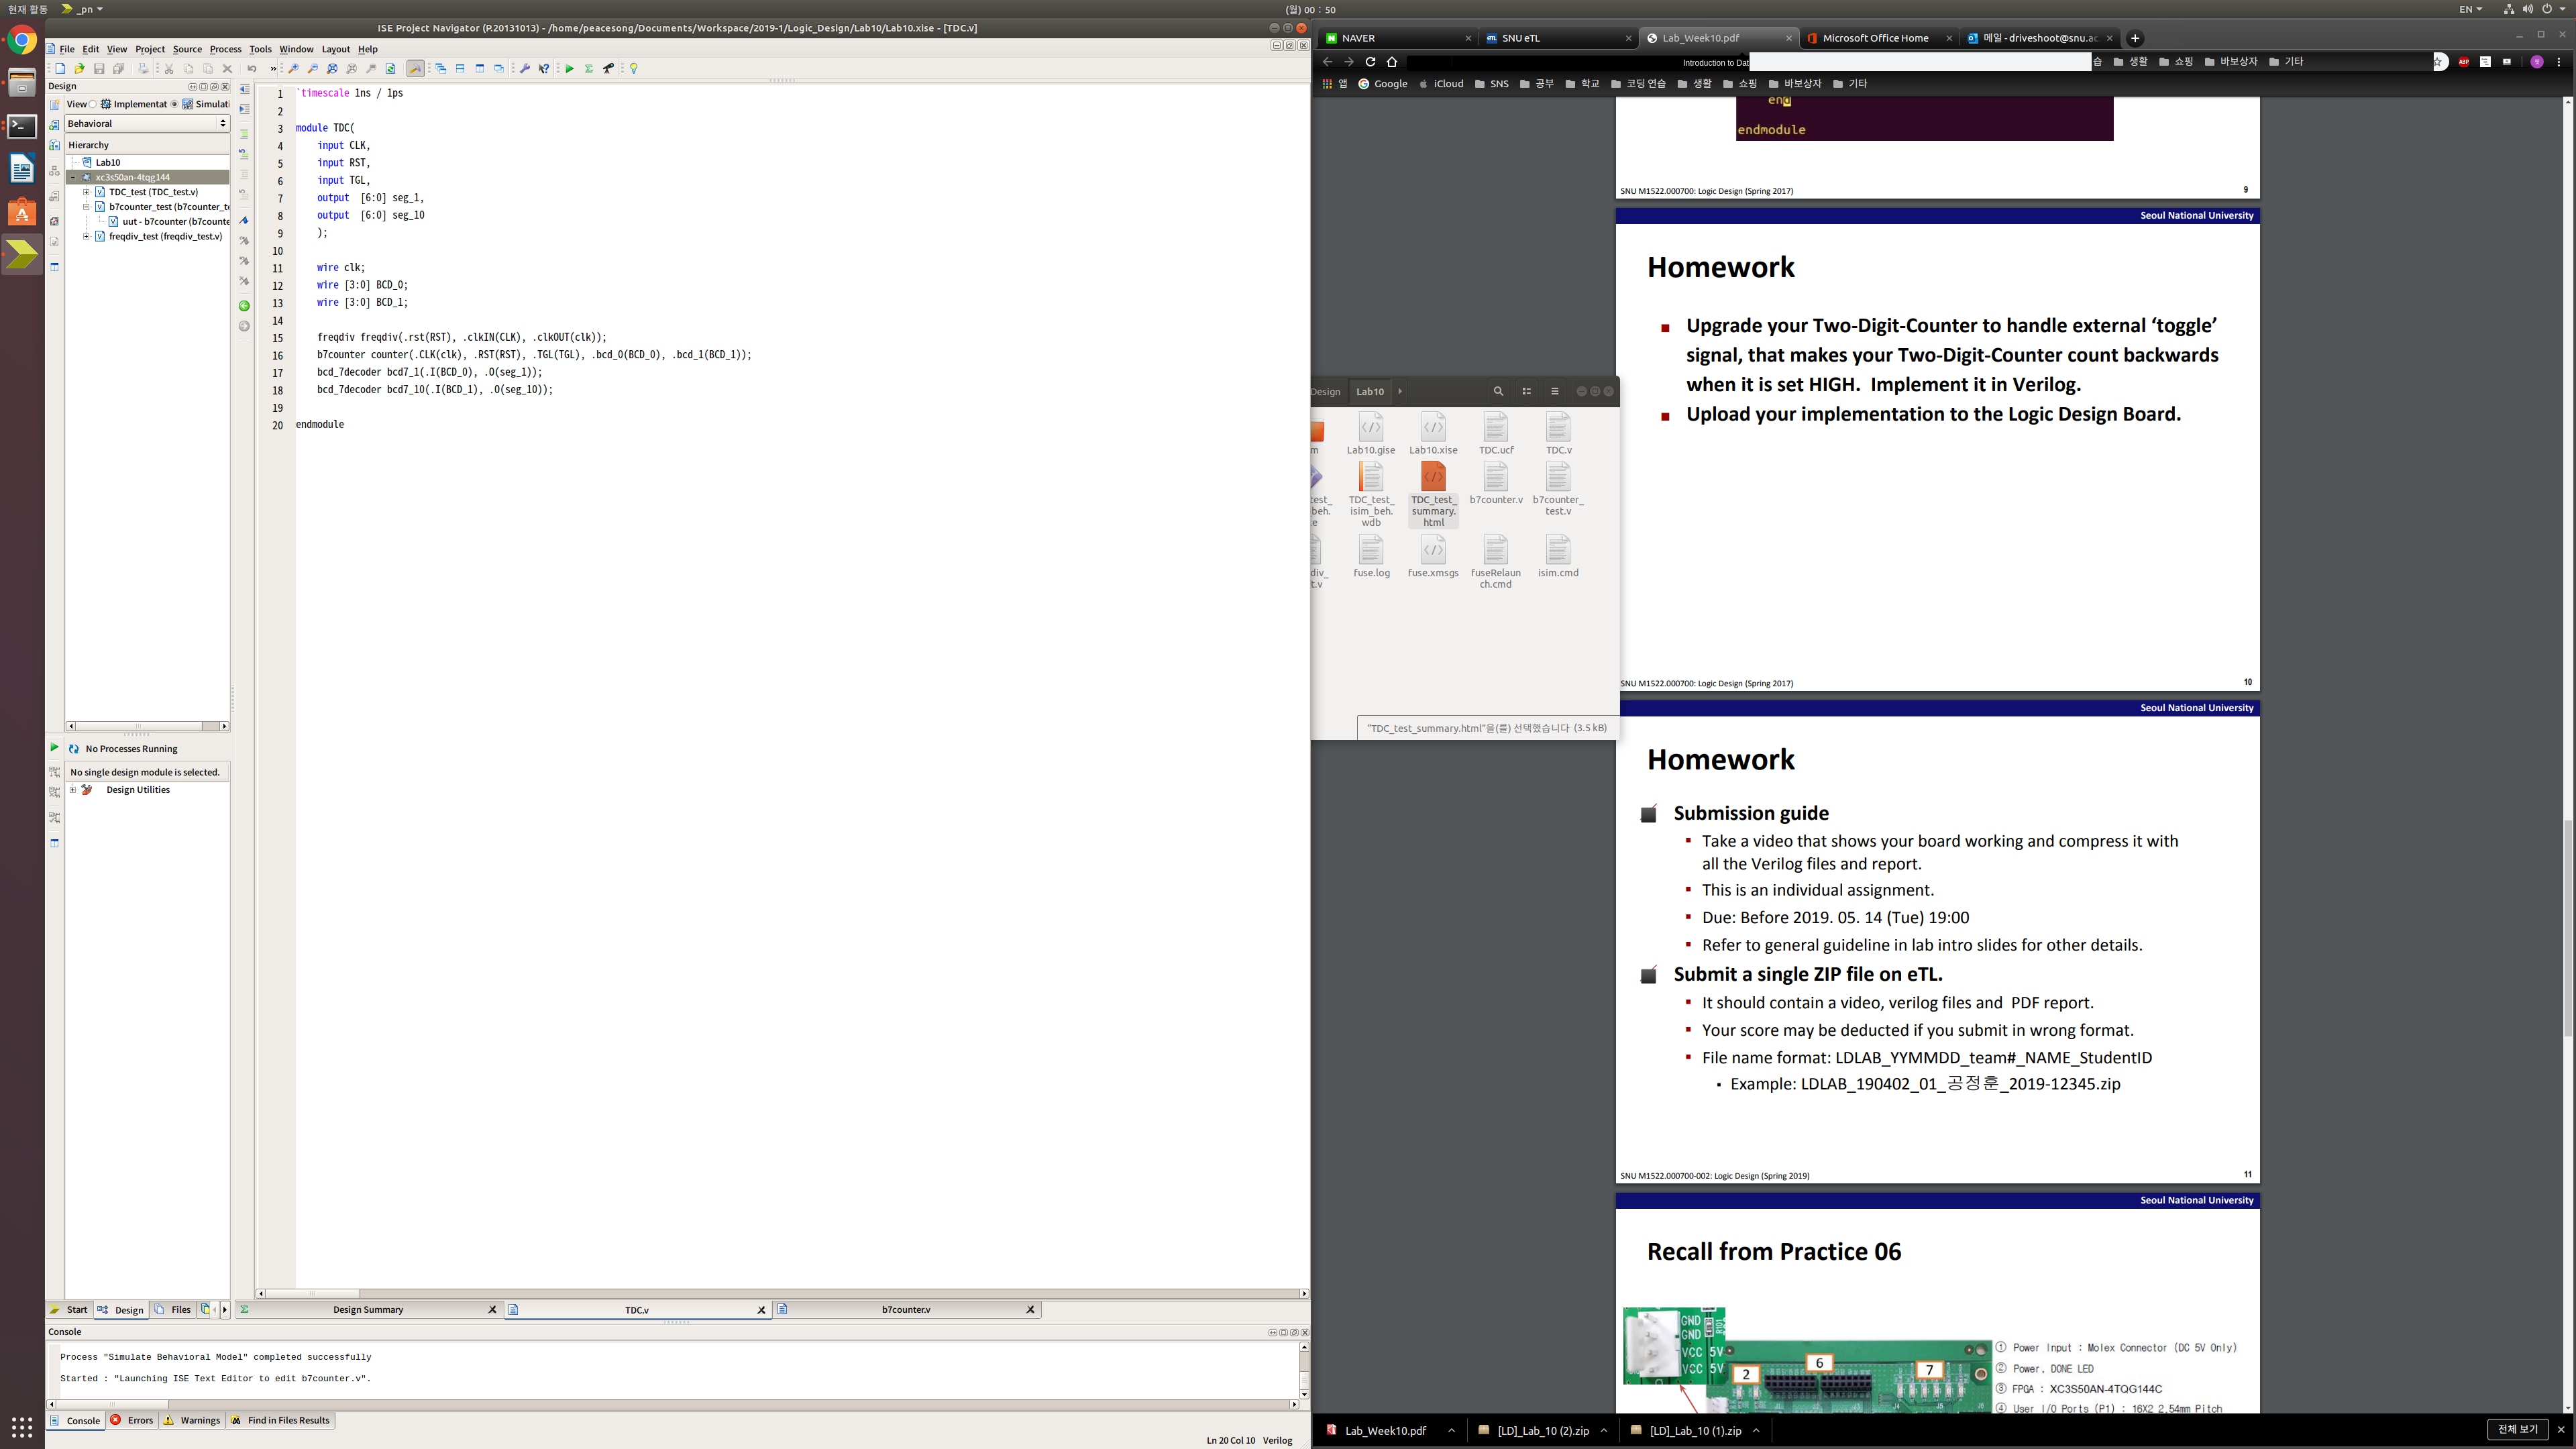 현재 활동
_pn
(월) 00 : 50
EN
ISE Project Navigator (P.20131013) - /home/peacesong/Documents/Workspace/2019-1/Logic_Design/Lab10/Lab10.xise - [TDC.v]
File Edit View Project Source Process Tools Window Layout Help
Design
View Implementat Simulati
Behavioral
Hierarchy
Lab10
xc3s50an-4tqg144
TDC_test (TDC_test.v)
b7counter_test (b7counter_te
uut - b7counter (b7counte
freqdiv_test (freqdiv_test.v)
No Processes Running
No single design module is selected.
Design Utilities
Start Design Files
1 `timescale 1ns / 1ps
2
3 module TDC(
4 input CLK,
5 input RST,
6 input TGL,
7 output [6:0] seg_1,
8 output [6:0] seg_10
9 );
10
11 wire clk;
12 wire [3:0] BCD_0;
13 wire [3:0] BCD_1;
14
15 freqdiv freqdiv(.rst(RST), .clkIN(CLK), .clkOUT(clk));
16 b7counter counter(.CLK(clk), .RST(RST), .TGL(TGL), .bcd_0(BCD_0), .bcd_1(BCD_1));
17 bcd_7decoder bcd7_1(.I(BCD_0), .O(seg_1));
18 bcd_7decoder bcd7_10(.I(BCD_1), .O(seg_10));
19
20 endmodule
Design Summary
TDC.v
b7counter.v
Console
Process "Simulate Behavioral Model" completed successfully
Started : "Launching ISE Text Editor to edit b7counter.v".
Console Errors Warnings Find in Files Results
Ln 20 Col 10 Verilog
NAVER
SNU eTL
Lab_Week10.pdf
Microsoft Office Home
메일 - driveshoot@snu.ac
Introduction to Dat
습 생활 쇼핑 바보상자 기타
ABP
앱 Google iCloud SNS 공부 학교 코딩 연습 생활 쇼핑 바보상자 기타
end
endmodule
SNU M1522.000700: Logic Design (Spring 2017)
9
Seoul National University
Homework
Upgrade your Two-Digit-Counter to handle external ‘toggle’
signal, that makes your Two-Digit-Counter count backwards
when it is set HIGH. Implement it in Verilog.
Upload your implementation to the Logic Design Board.
SNU M1522.000700: Logic Design (Spring 2017)
10
Design Lab10
m
Lab10.gise
Lab10.xise
TDC.ucf
TDC.v
test_
beh.
e
TDC_test_
isim_beh.
wdb
TDC_test_
summary.
html
b7counter.v
b7counter_
test.v
div_
t.v
fuse.log
fuse.xmsgs
fuseRelaun
ch.cmd
isim.cmd
"TDC_test_summary.html"을(를) 선택했습니다 (3.5 kB)
Seoul National University
Homework
Submission guide
Take a video that shows your board working and compress it with
all the Verilog files and report.
This is an individual assignment.
Due: Before 2019. 05. 14 (Tue) 19:00
Refer to general guideline in lab intro slides for other details.
Submit a single ZIP file on eTL.
It should contain a video, verilog files and PDF report.
Your score may be deducted if you submit in wrong format.
File name format: LDLAB_YYMMDD_team#_NAME_StudentID
Example: LDLAB_190402_01_공정훈_2019-12345.zip
SNU M1522.000700-002: Logic Design (Spring 2019)
11
Seoul National University
Recall from Practice 06
GND
GND
VCC 5V
VCC 5V
2
6
7
① Power Input : Molex Connector (DC 5V Only)
② Power, DONE LED
③ FPGA : XC3S50AN-4TQG144C
④ User I/O Ports (P1) : 16X2 2.54mm Pitch
Lab_Week10.pdf
[LD]_Lab_10 (2).zip
[LD]_Lab_10 (1).zip
전체 보기